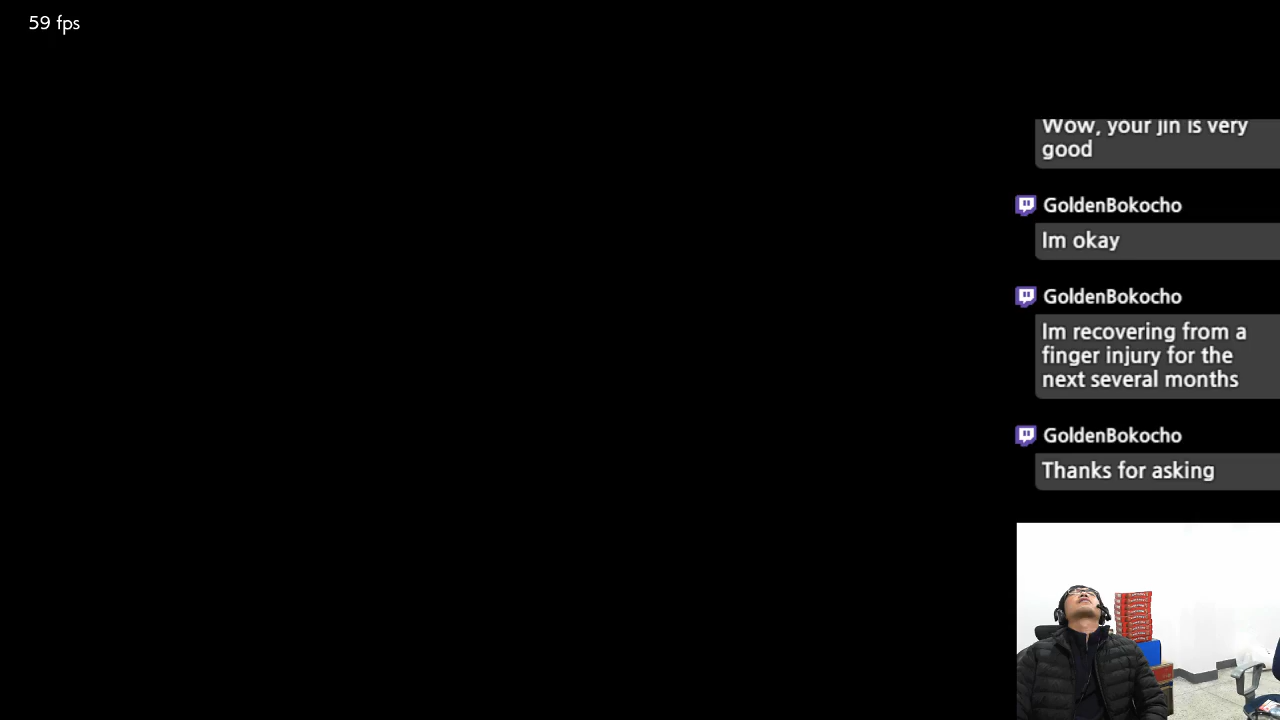 59 fps
Wow, your jin is very
good
GoldenBokocho
Im okay
GoldenBokocho
Im recovering from a
finger injury for the
next several months
GoldenBokocho
Thanks for asking